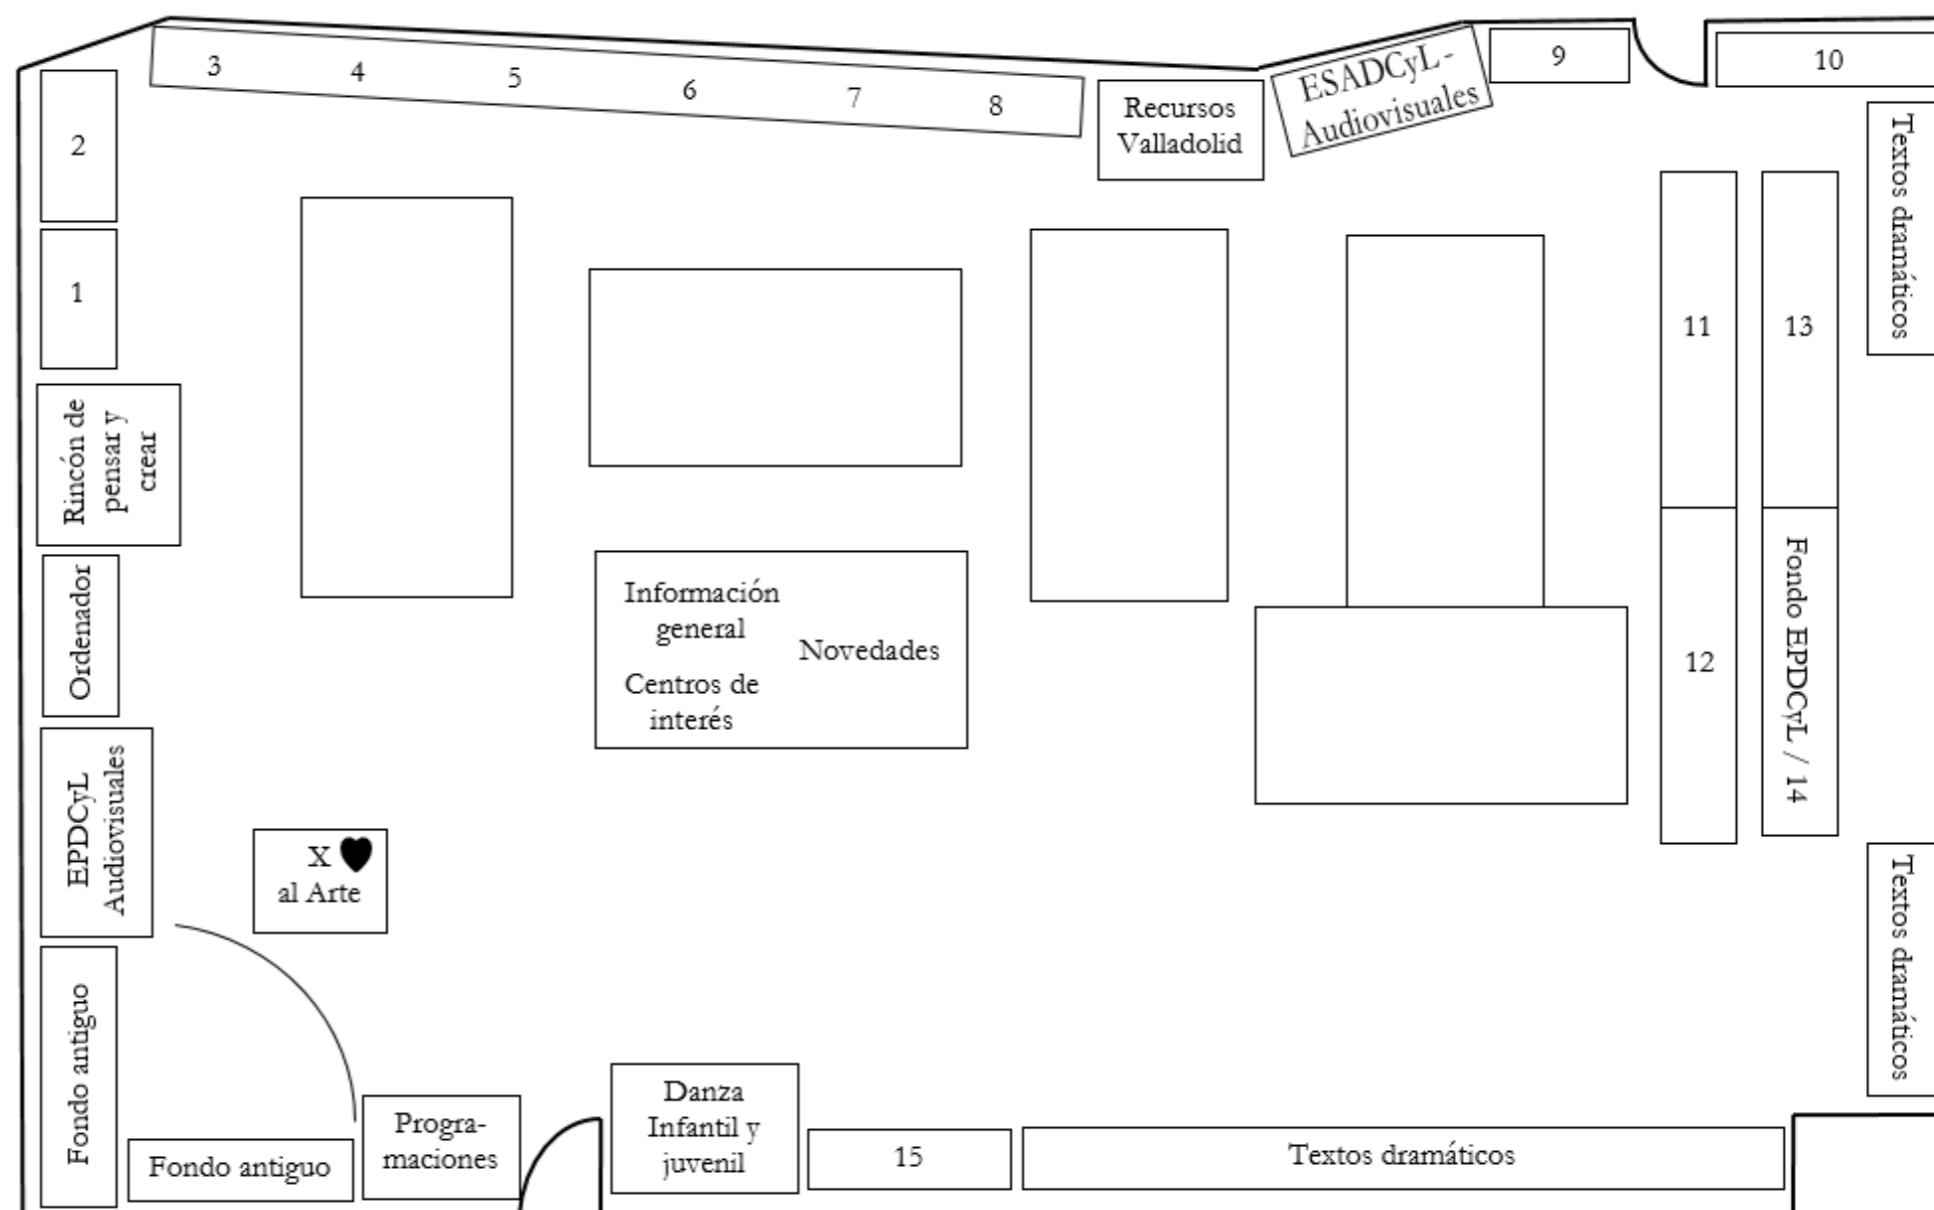 3
4
5
6
7
8
Recursos
Valladolid
ESADCyL -
Audiovisuales
9
10
2
1
Rincón de
pensar y
crear
Ordenador
EPDCyL
Audiovisuales
Fondo antiguo
Fondo antiguo
X ♥
al Arte
Progra-
maciones
Información
general
Centros de
interés
Novedades
Danza
Infantil y
juvenil
15
Textos dramáticos
11
12
13
Fondo EPDCyL / 14
Textos dramáticos
Textos dramáticos